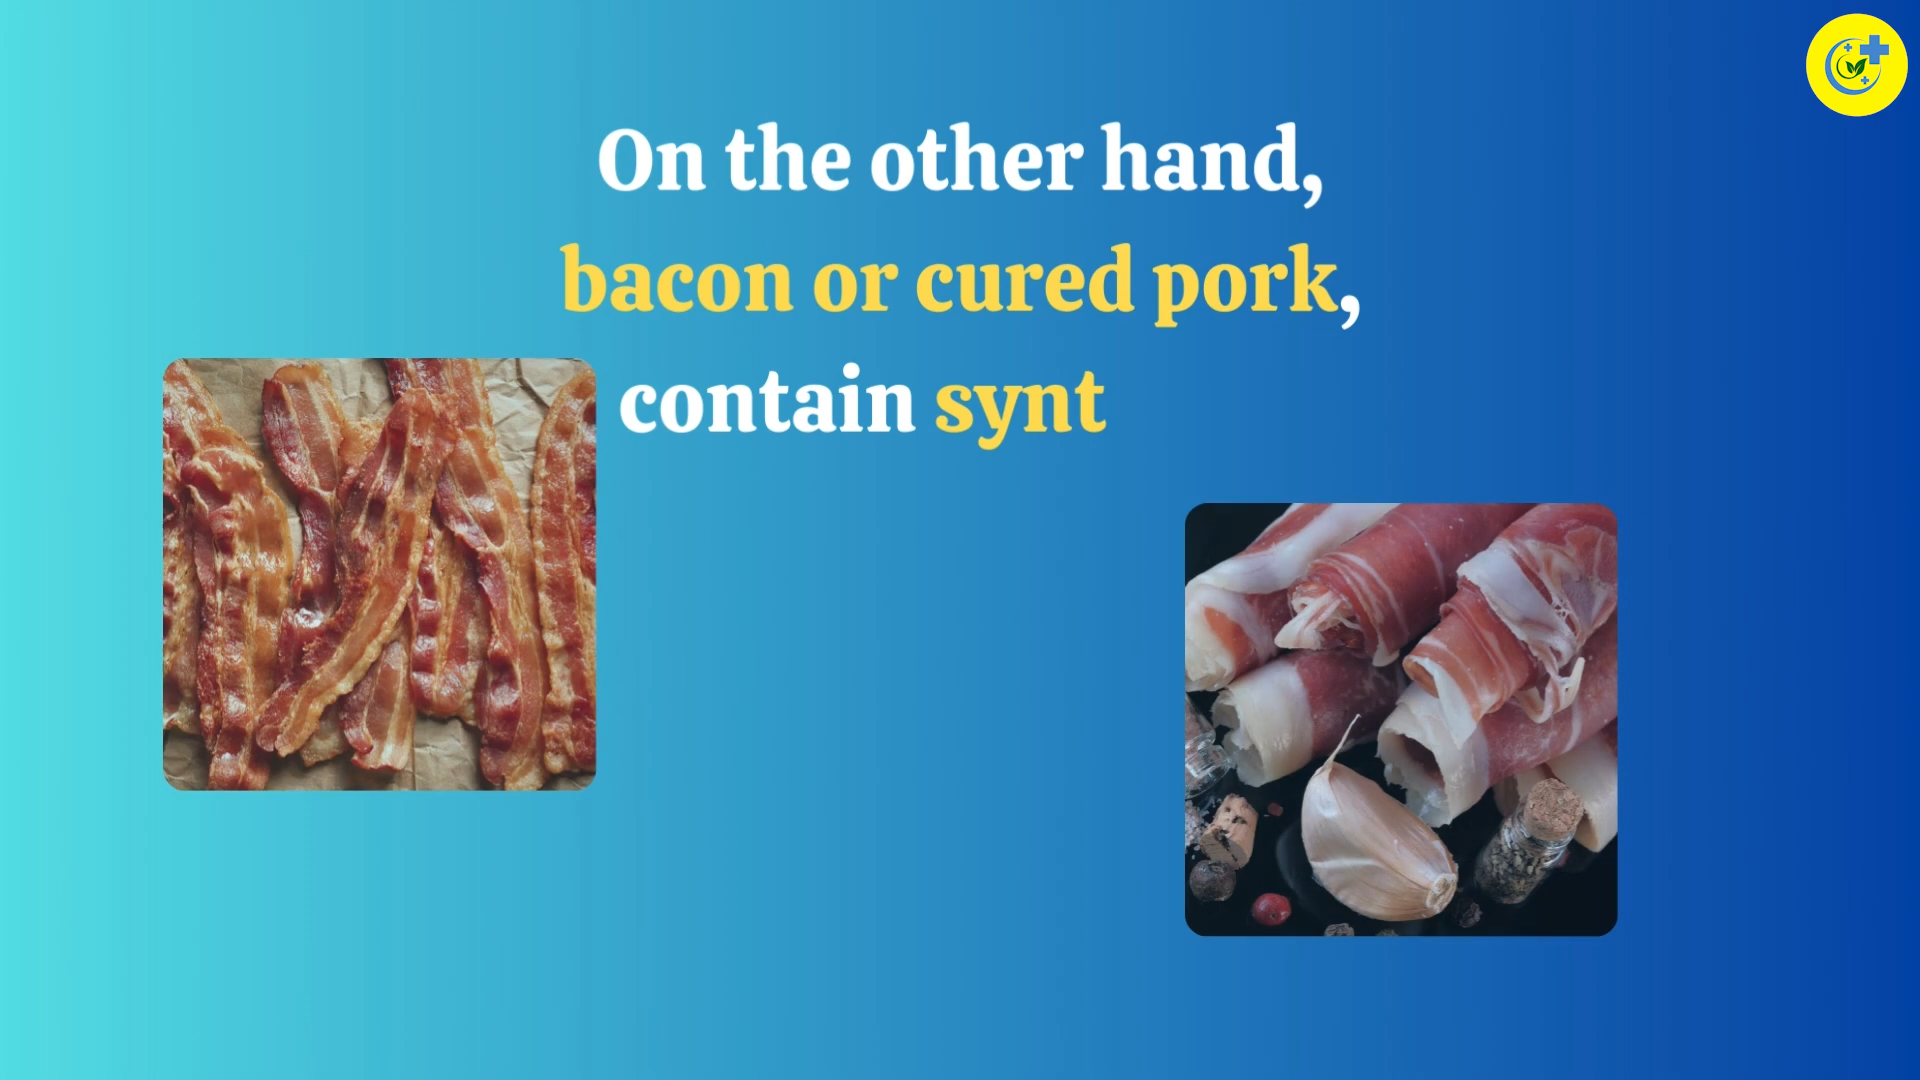 On the other hand,
bacon or cured pork,
contain synt